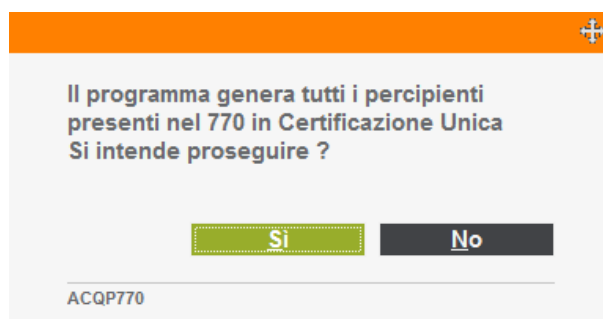 Il programma genera tutti i percipienti
presenti nel 770 in Certificazione Unica
Si intende proseguire ?
Sì
No
ACQP770